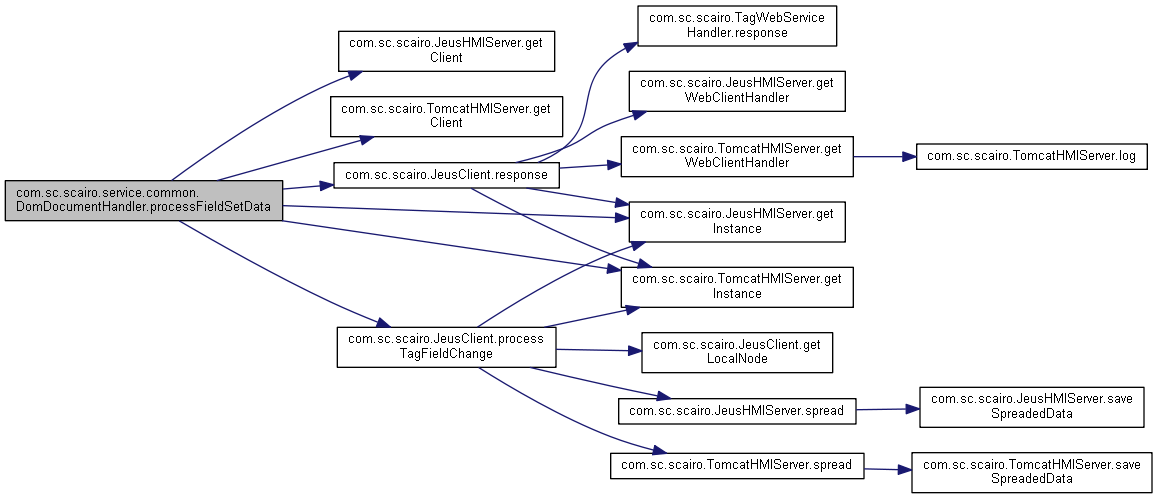 com.sc.scairo.service.common.
DomDocumentHandler.processFieldSetData
com.sc.scairo.JeusHMIServer.get
Client
com.sc.scairo.TomcatHMIServer.get
Client
com.sc.scairo.JeusClient.response
com.sc.scairo.JeusClient.process
TagFieldChange
com.sc.scairo.TagWebService
Handler.response
com.sc.scairo.JeusHMIServer.get
WebClientHandler
com.sc.scairo.TomcatHMIServer.get
WebClientHandler
com.sc.scairo.JeusHMIServer.get
Instance
com.sc.scairo.TomcatHMIServer.get
Instance
com.sc.scairo.JeusClient.get
LocalNode
com.sc.scairo.JeusHMIServer.spread
com.sc.scairo.TomcatHMIServer.spread
com.sc.scairo.TomcatHMIServer.log
com.sc.scairo.JeusHMIServer.save
SpreadedData
com.sc.scairo.TomcatHMIServer.save
SpreadedData